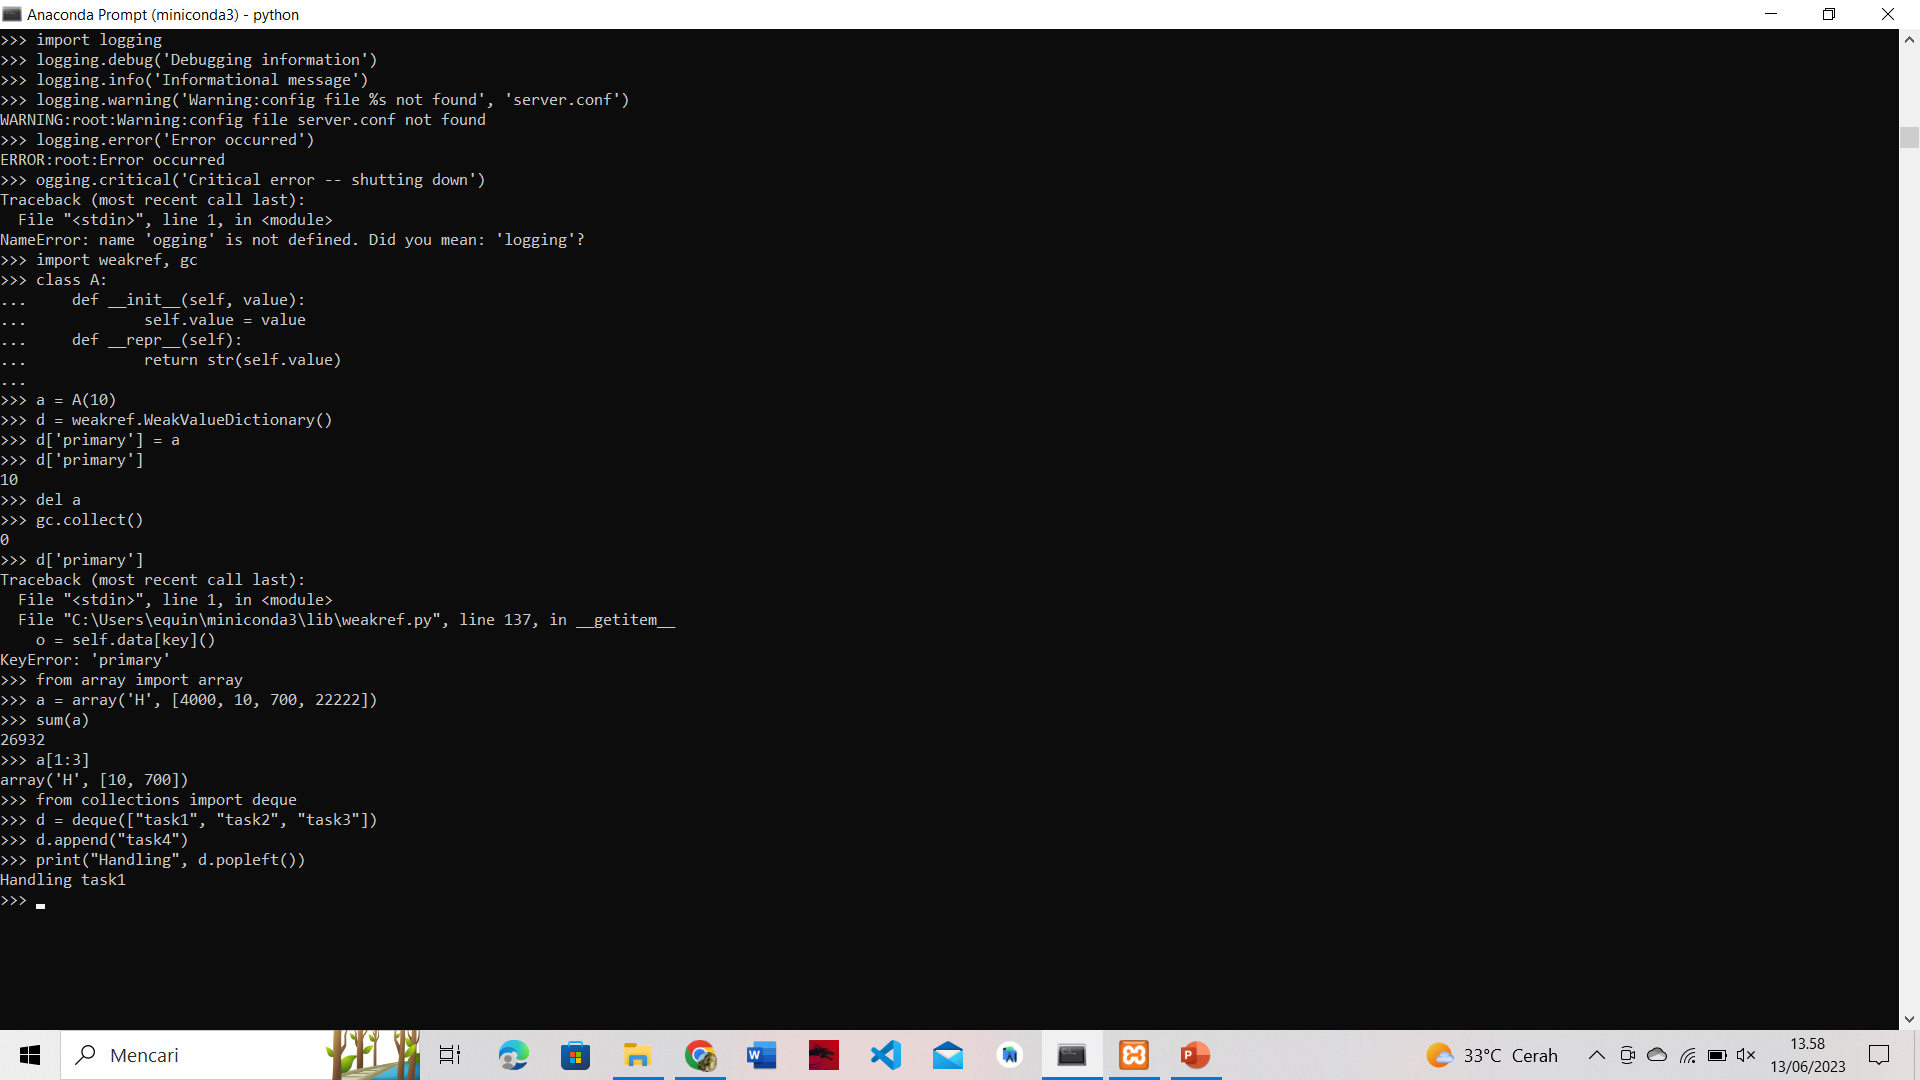 Anaconda Prompt (miniconda3) - python
>>> import logging
>>> logging.debug('Debugging information')
>>> logging.info('Informational message')
>>> logging.warning('Warning:config file %s not found', 'server.conf')
WARNING:root:Warning:config file server.conf not found
>>> logging.error('Error occurred')
ERROR:root:Error occurred
>>> ogging.critical('Critical error -- shutting down')
Traceback (most recent call last):
  File "<stdin>", line 1, in <module>
NameError: name 'ogging' is not defined. Did you mean: 'logging'?
>>> import weakref, gc
>>> class A:
...     def __init__(self, value):
...             self.value = value
...     def __repr__(self):
...             return str(self.value)
...
>>> a = A(10)
>>> d = weakref.WeakValueDictionary()
>>> d['primary'] = a
>>> d['primary']
10
>>> del a
>>> gc.collect()
0
>>> d['primary']
Traceback (most recent call last):
  File "<stdin>", line 1, in <module>
  File "C:\Users\equin\miniconda3\lib\weakref.py", line 137, in __getitem__
    o = self.data[key]()
KeyError: 'primary'
>>> from array import array
>>> a = array('H', [4000, 10, 700, 22222])
>>> sum(a)
26932
>>> a[1:3]
array('H', [10, 700])
>>> from collections import deque
>>> d = deque(["task1", "task2", "task3"])
>>> d.append("task4")
>>> print("Handling", d.popleft())
Handling task1
>>>
Mencari
33°C Cerah
13.58
13/06/2023